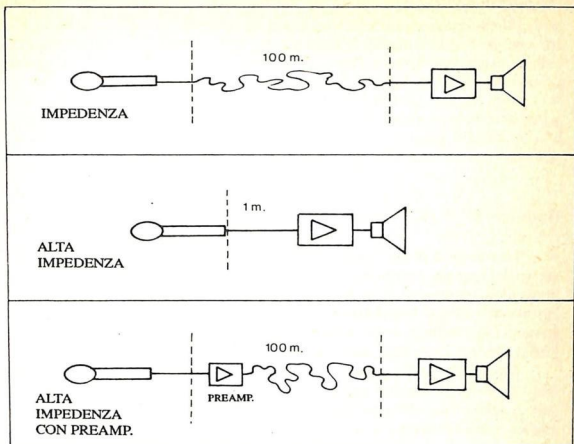 100 m.
IMPEDENZA
1 m.
ALTA
IMPEDENZA
100 m.
PREAMP.
ALTA
IMPEDENZA
CON PREAMP.